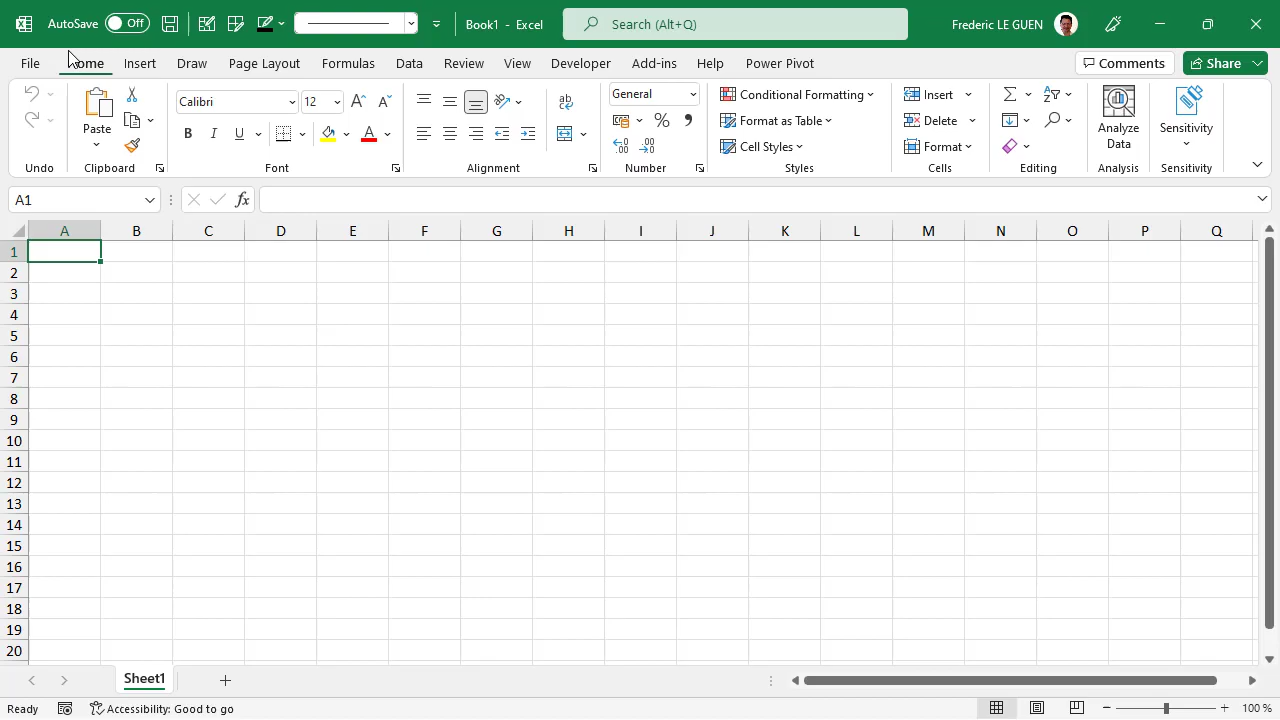 AutoSave Off Book1 - Excel Search (Alt+Q) Frederic LE GUEN
File Home Insert Draw Page Layout Formulas Data Review View Developer Add-ins Help Power Pivot Comments Share
Calibri 12 General Conditional Formatting Insert
Paste Format as Table Delete Analyze Data Sensitivity
B I U A % Cell Styles Format
Undo Clipboard Font Alignment Number Styles Cells Editing Analysis Sensitivity
A1 fx
A B C D E F G H I J K L M N O P Q
1
2
3
4
5
6
7
8
9
10
11
12
13
14
15
16
17
18
19
20
Sheet1
Ready Accessibility: Good to go 100 %